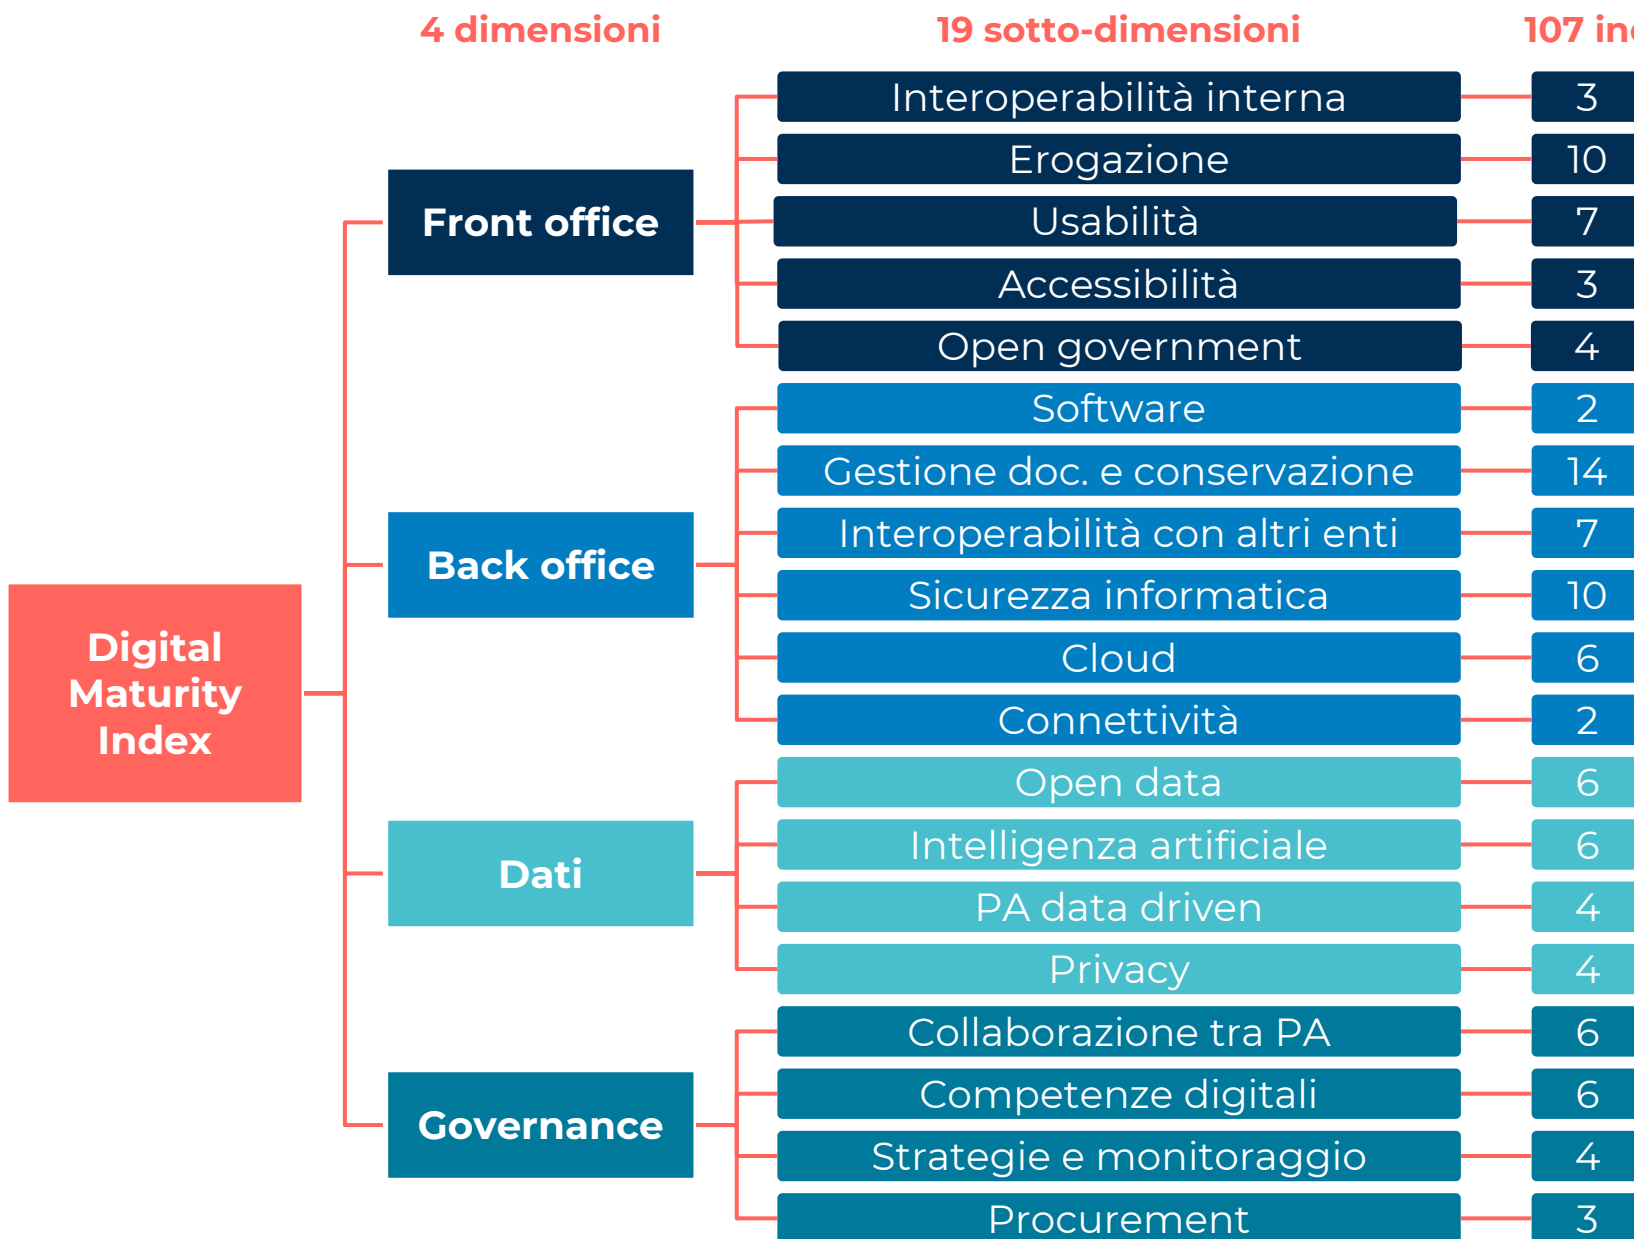 4 dimensioni
19 sotto-dimensioni
107
Digital
Maturity
Index
Front office
Interoperabilità interna
3
Erogazione
10
Usabilità
7
Accessibilità
3
Open government
4
Back office
Software
2
Gestione doc. e conservazione
14
Interoperabilità con altri enti
7
Sicurezza informatica
10
Cloud
6
Connettività
2
Dati
Open data
6
Intelligenza artificiale
6
PA data driven
4
Privacy
4
Governance
Collaborazione tra PA
6
Competenze digitali
6
Strategie e monitoraggio
4
Procurement
3